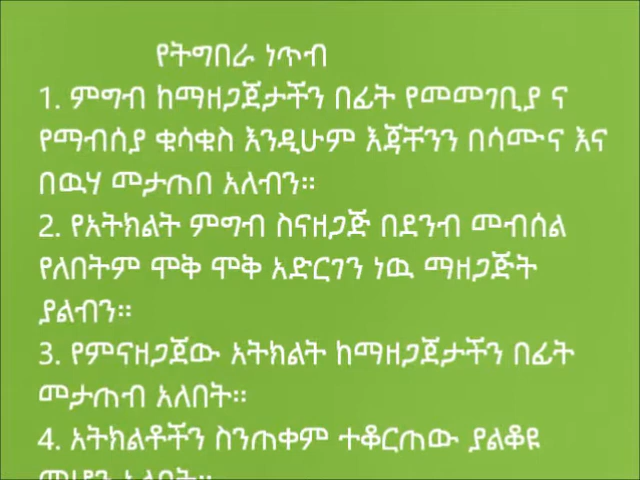 የትግበራ ነጥብ
1. ምግብ ከማዘጋጀታችን በፊት የመመገቢያ ና
የማብሰያ ቁሳቁስ እንዲሁም እጃቸንን በሳሙና እና
በዉሃ መታጠበ አለብን።
2. የአትክልት ምግብ ስናዘጋጅ በደንብ መብሰል
የለበትም ሞቅ ሞቅ አድርገን ነዉ ማዘጋጅት
ያልብን።
3. የምናዘጋጀው አትክልት ከማዘጋጀታችን በፊት
መታጠብ አለበት።
4. አትክልቶችን ስንጠቀም ተቆርጠው ያልቆዩ